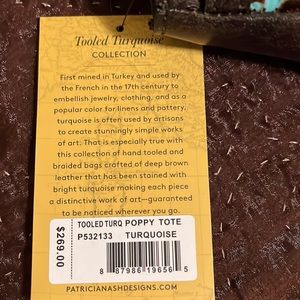 Tooled Turquoise
COLLECTION
First mined in Turkey and used by
the French in the 17th century to
embellish jewelry, clothing, and as a
popular color for linens and pottery,
turquoise is often used by artisans
to create stunningly simple works
of art. That is especially true with
this collection of hand tooled and
braided bags crafted of deep brown
leather that has been stained with
bright turquoise making each piece
a distinctive work of art—guaranteed
to be noticed wherever you go.
$269.00
TOOLED TURQ POPPY TOTE
P532133 TURQUOISE
8 87986 19656 5
PATRICIANASHDESIGNS.COM